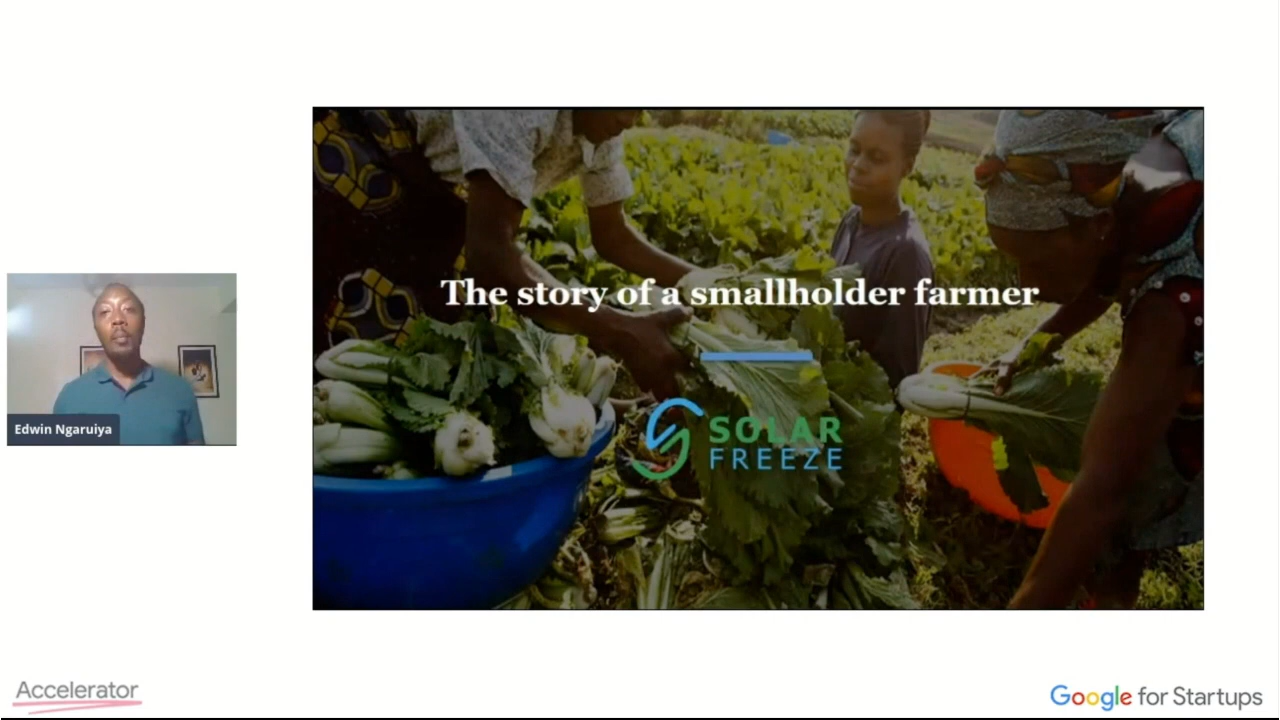 The story of a smallholder farmer
SOLAR
FREEZE
Edwin Ngaruiya
Accelerator
Google for Startups